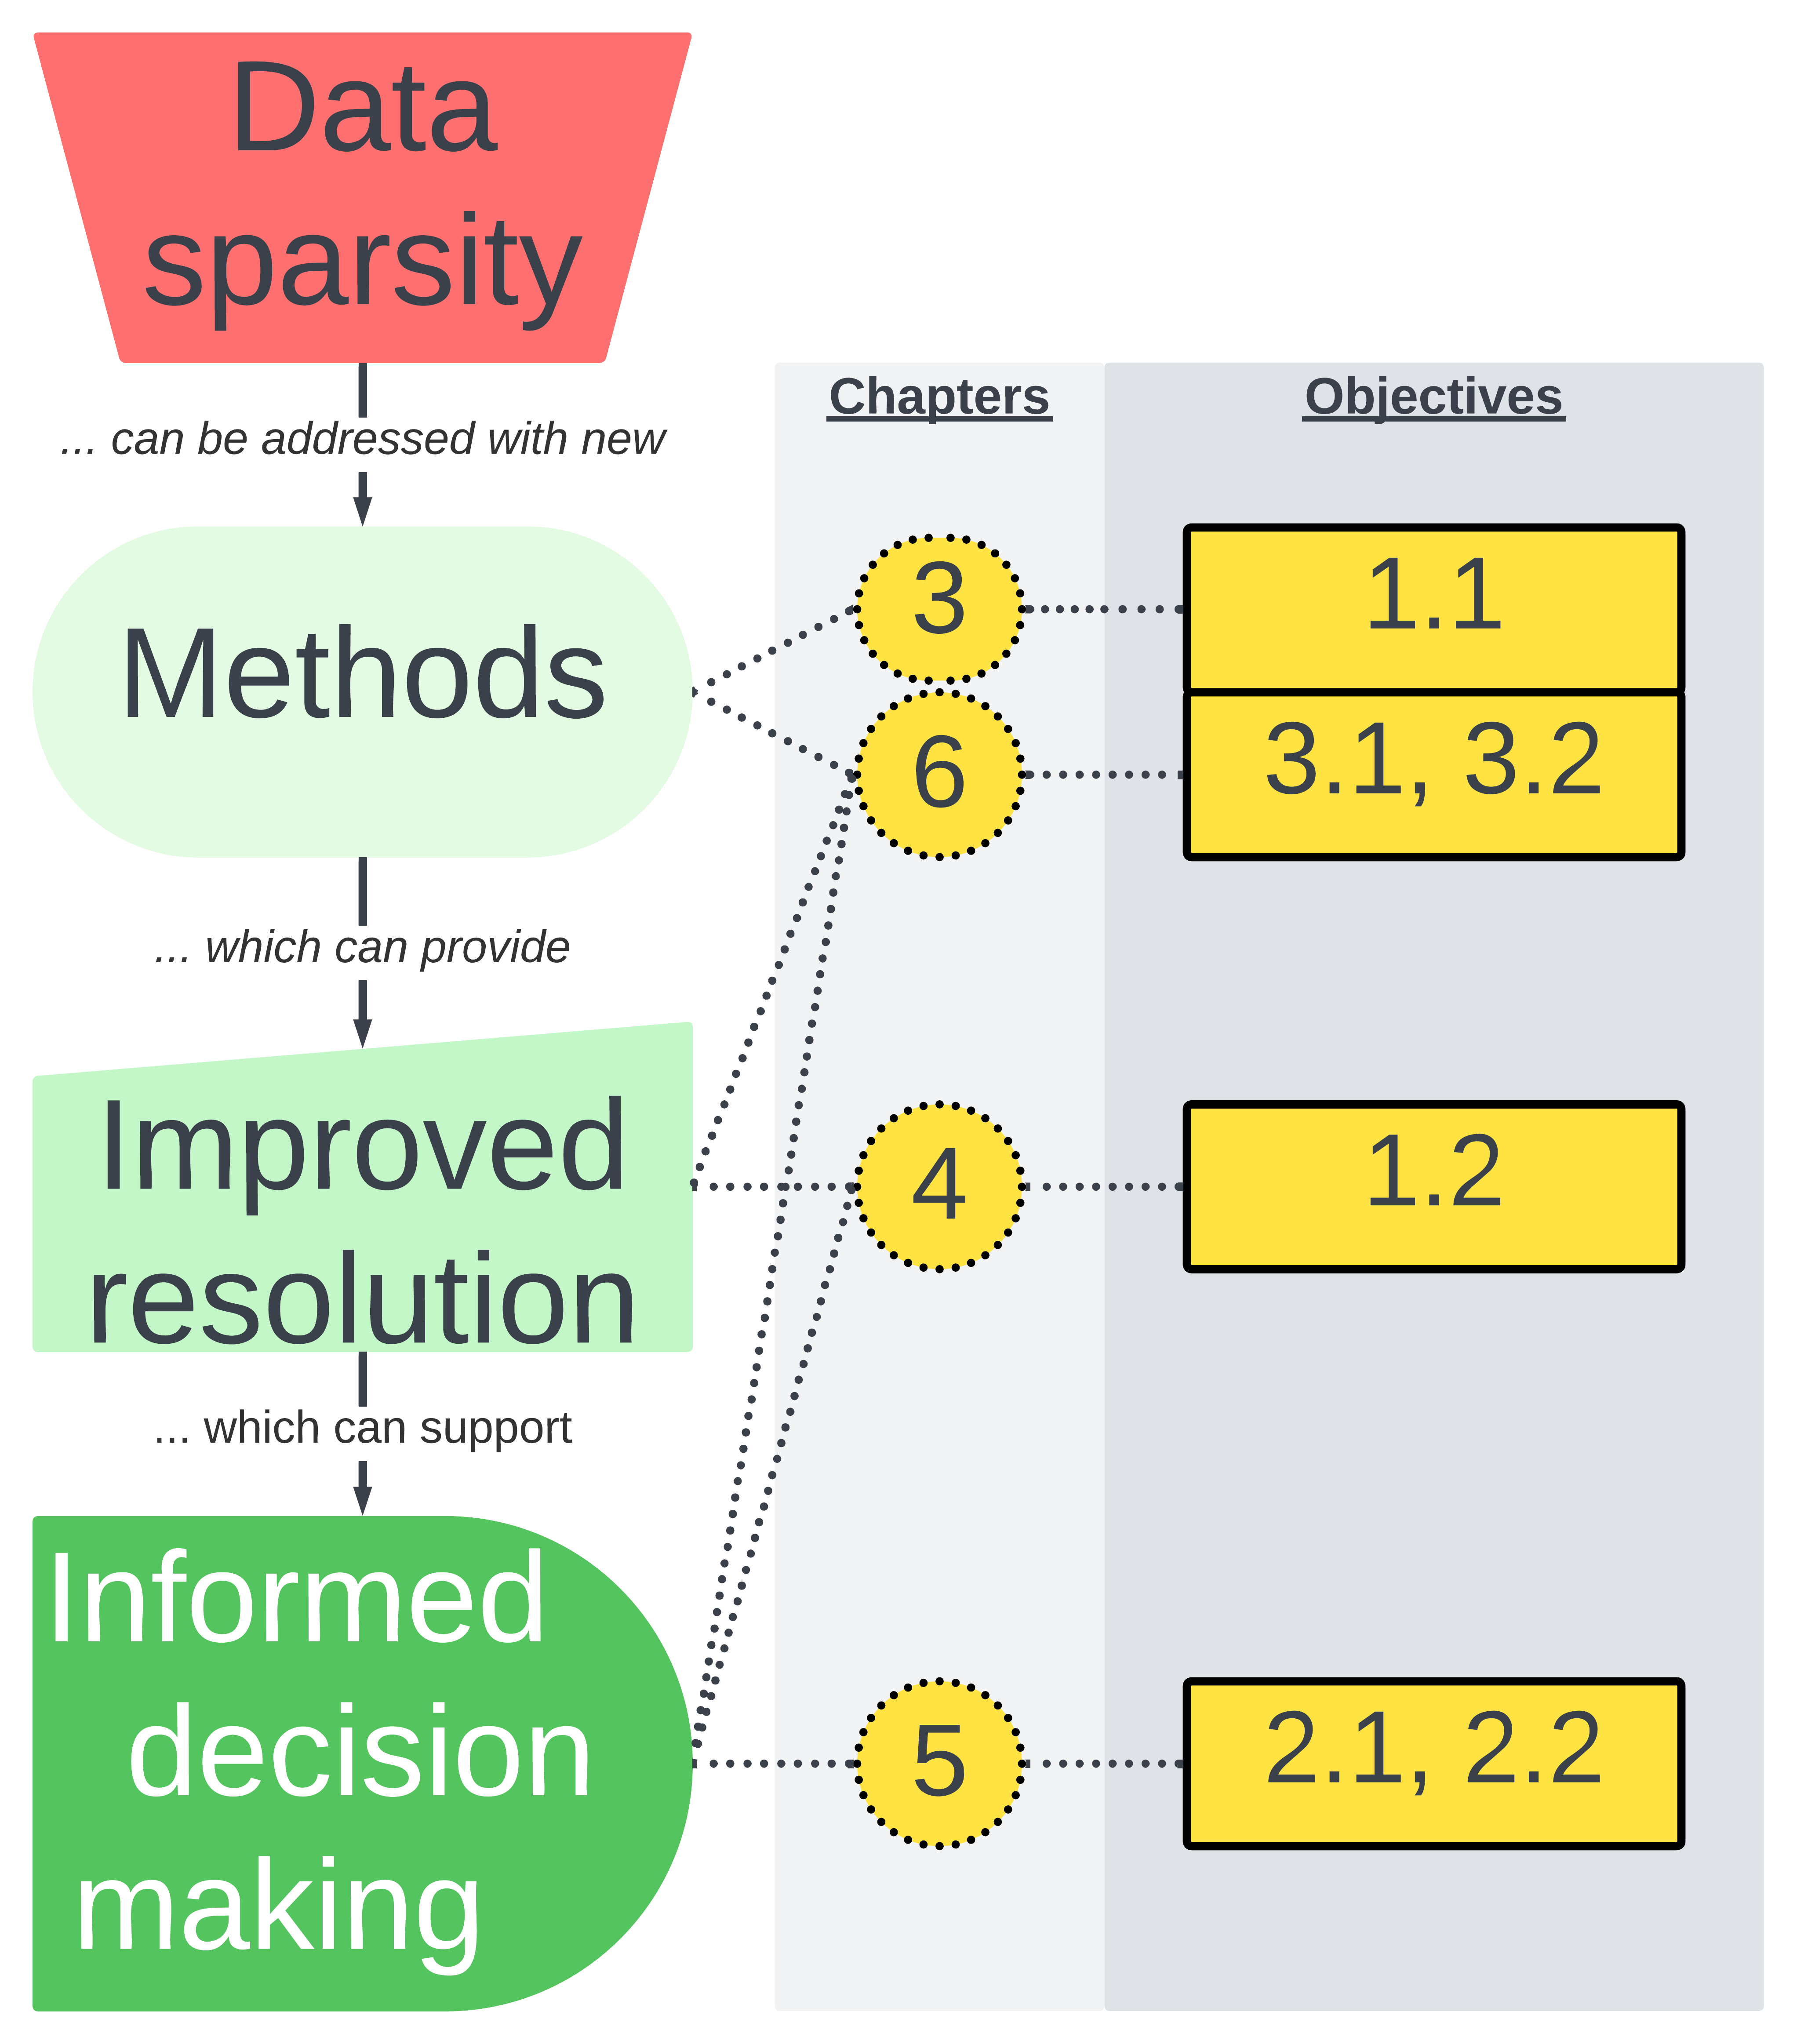 Data
sparsity
... can be addressed with new
Methods
... which can provide
Improved
resolution
... which can support
Informed
decision
making
Chapters
3
6
4
5
Objectives
1.1
3.1, 3.2
1.2
2.1, 2.2